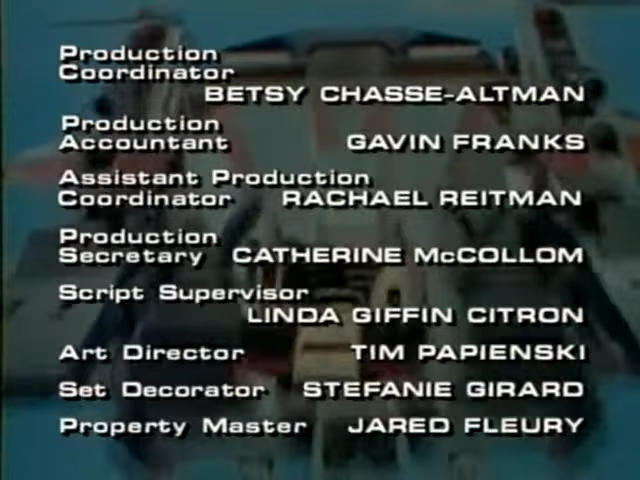 Production
Coordinator
BETSY CHASSE-ALTMAN
Production
Accountant GAVIN FRANKS
Assistant Production
Coordinator RACHAEL REITMAN
Production
Secretary CATHERINE McCOLLOM
Script Supervisor
LINDA GIFFIN CITRON
Art Director TIM PAPIENSKI
Set Decorator STEFANIE GIRARD
Property Master JARED FLEURY